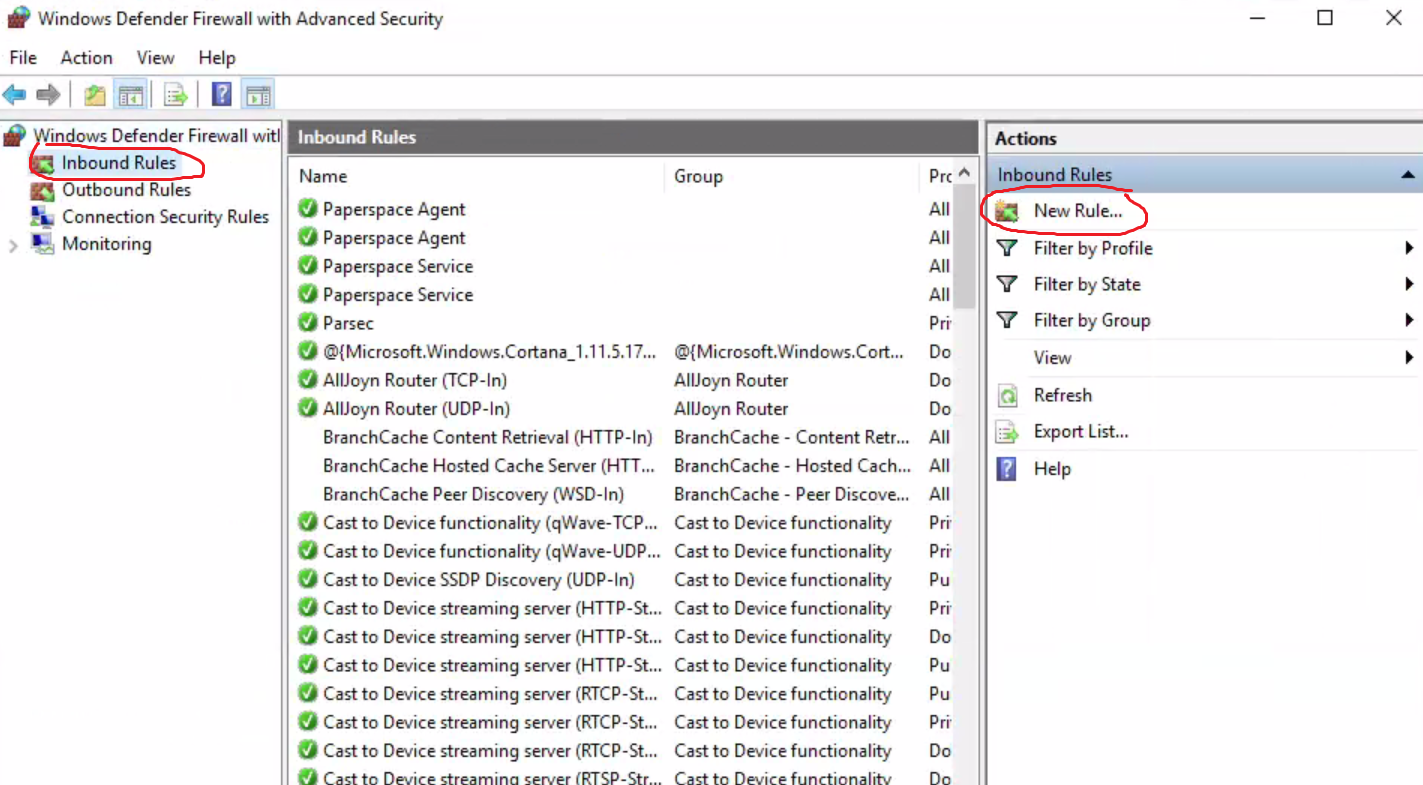 Windows Defender Firewall with Advanced Security
File Action View Help
Windows Defender Firewall with
Inbound Rules
Outbound Rules
Connection Security Rules
Monitoring
Inbound Rules
Name Group Pro
Paperspace Agent All
Paperspace Agent All
Paperspace Service All
Paperspace Service All
Parsec Pri
@{Microsoft.Windows.Cortana_1.11.5.17... @{Microsoft.Windows.Cort... Do
AllJoyn Router (TCP-In) AllJoyn Router Do
AllJoyn Router (UDP-In) AllJoyn Router Do
BranchCache Content Retrieval (HTTP-In) BranchCache - Content Retr... All
BranchCache Hosted Cache Server (HTT... BranchCache - Hosted Cach... All
BranchCache Peer Discovery (WSD-In) BranchCache - Peer Discove... All
Cast to Device functionality (qWave-TCP... Cast to Device functionality Pri
Cast to Device functionality (qWave-UDP... Cast to Device functionality Pri
Cast to Device SSDP Discovery (UDP-In) Cast to Device functionality Pu
Cast to Device streaming server (HTTP-St... Cast to Device functionality Pri
Cast to Device streaming server (HTTP-St... Cast to Device functionality Do
Cast to Device streaming server (HTTP-St... Cast to Device functionality Pu
Cast to Device streaming server (RTCP-St... Cast to Device functionality Pu
Cast to Device streaming server (RTCP-St... Cast to Device functionality Pri
Cast to Device streaming server (RTCP-St... Cast to Device functionality Do
Cast to Device streaming server (RTSP-Str... Cast to Device functionality Do
Actions
Inbound Rules
New Rule...
Filter by Profile
Filter by State
Filter by Group
View
Refresh
Export List...
Help